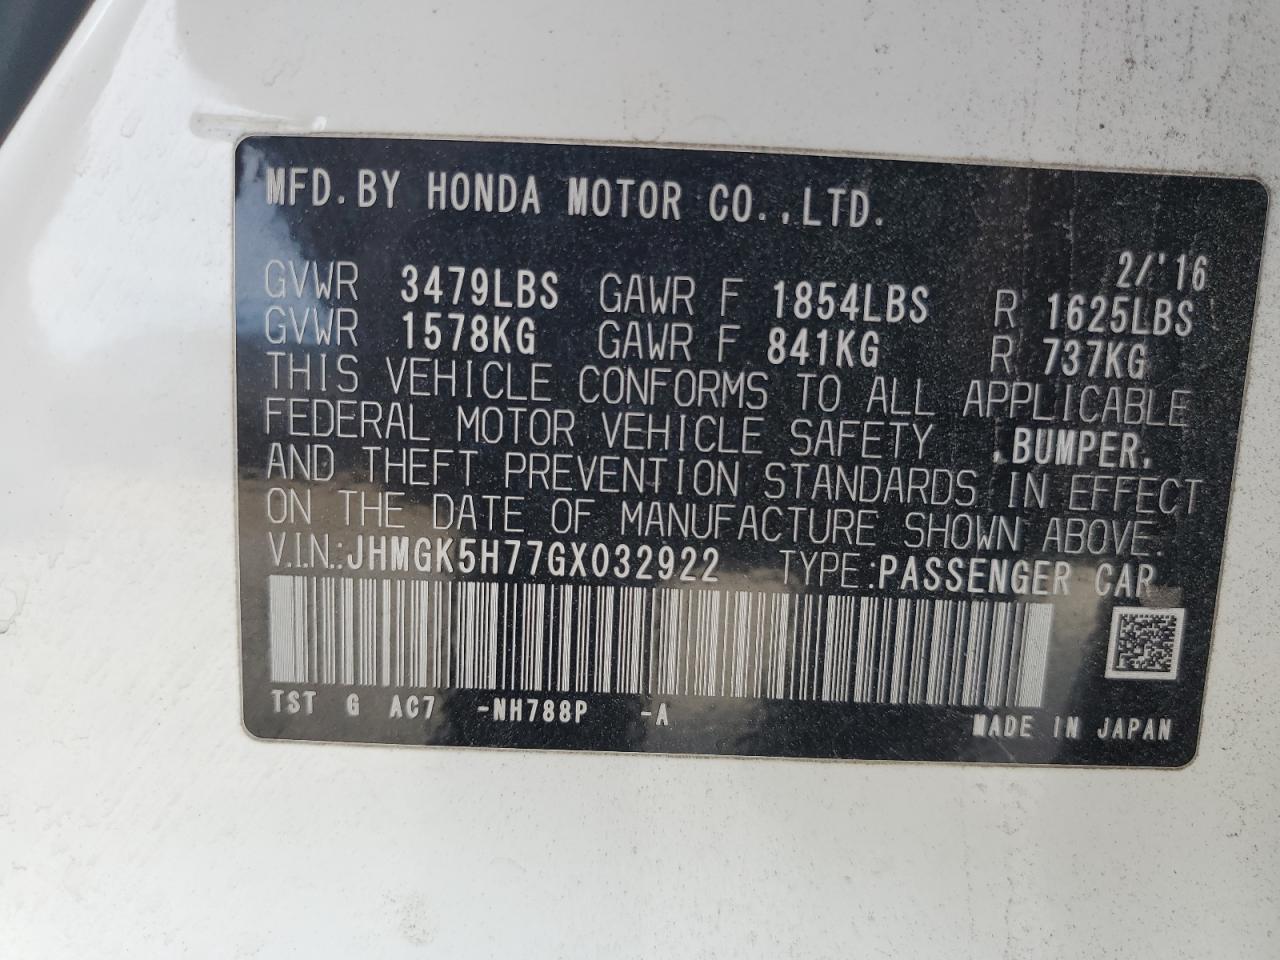 MFD.BY HONDA MOTOR CO.,LTD.
2/'16
GVWR 3479LBS GAWR F 1854LBS R 1625LBS
GVWR 1578KG GAWR F 841KG R 737KG
THIS VEHICLE CONFORMS TO ALL APPLICABLE
FEDERAL MOTOR VEHICLE SAFETY ,BUMPER,
AND THEFT PREVENTION STANDARDS IN EFFECT
ON THE DATE OF MANUFACTURE SHOWN ABOVE.
V.I.N.:JHMGK5H77GX032922 TYPE:PASSENGER CAR
TST G AC7 -NH788P -A
MADE IN JAPAN